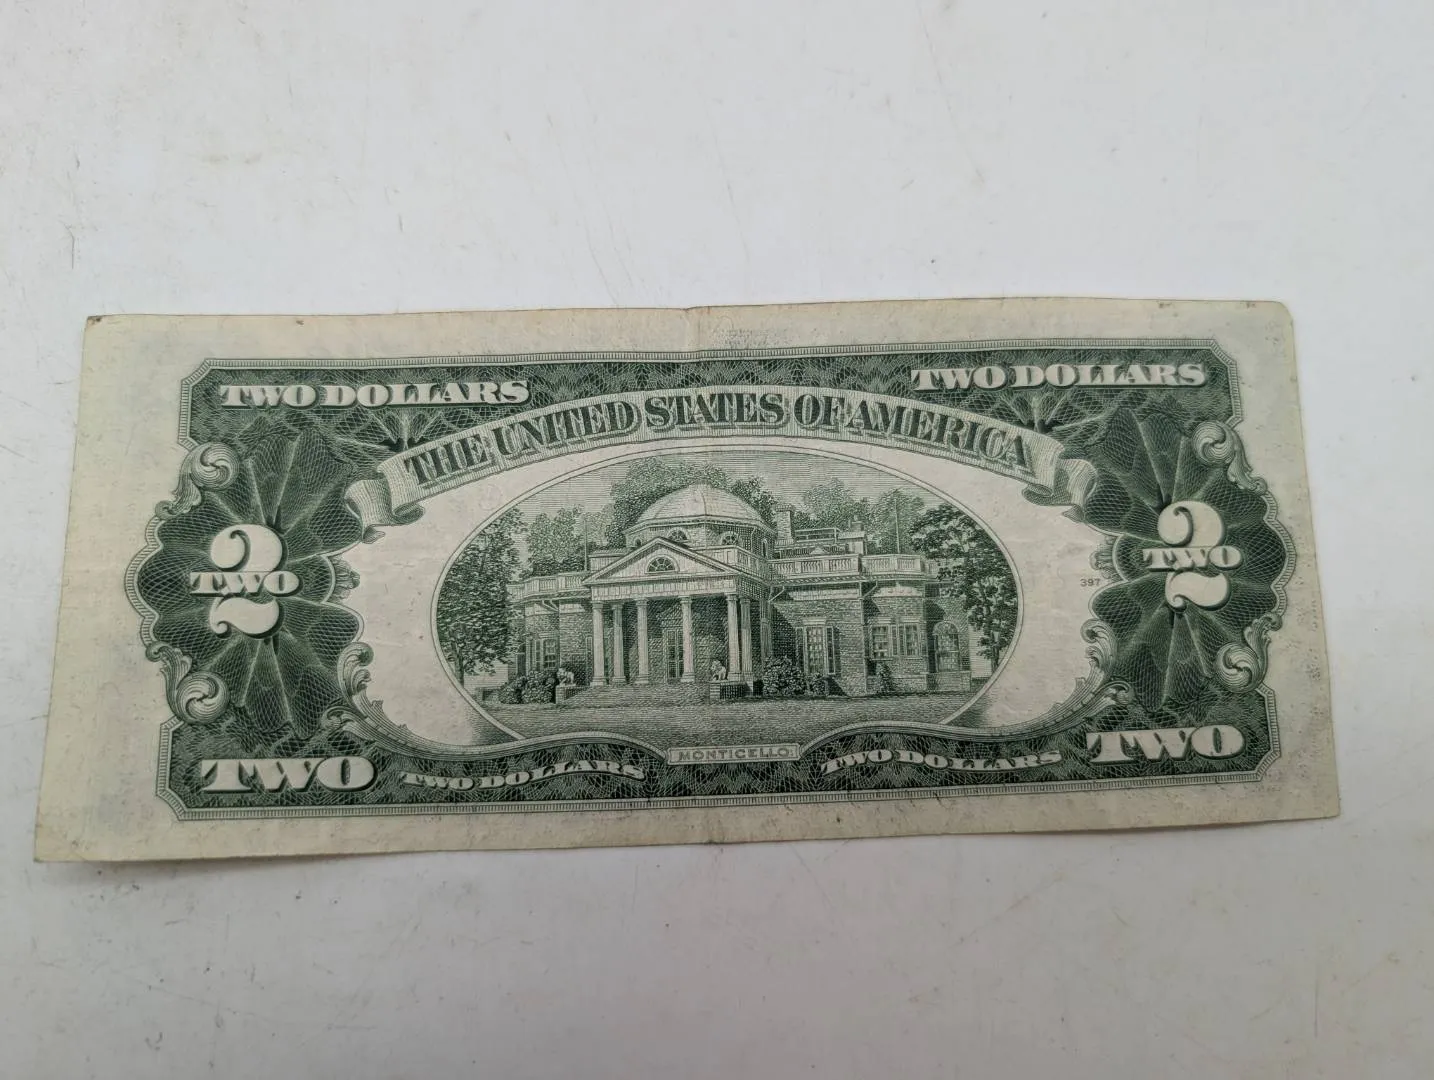 TWO DOLLARS TWO DOLLARS
THE UNITED STATES OF AMERICA
2 TWO 2 TWO
397
MONTICELLO
TWO TWO DOLLARS TWO DOLLARS TWO